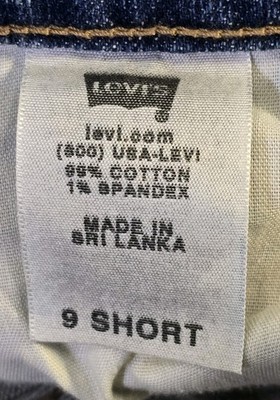 LEVI'S
levi.com
(800) USA-LEVI
99% COTTON
1% SPANDEX
MADE IN
SRI LANKA
9 SHORT